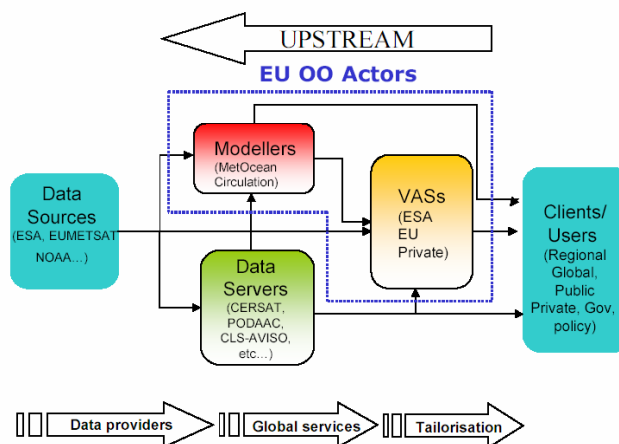 UPSTREAM
EU OO Actors
Modellers
(MetOcean
Circulation)
Data
Sources
(ESA, EUMETSAT
NOAA...)
VASs
(ESA
EU
Private)
Clients/
Users
(Regional
Global,
Public
Private, Gov,
policy)
Data
Servers
(CERSAT,
PODAAC,
CLS-AVISO,
etc...)
Data providers
Global services
Tailorisation